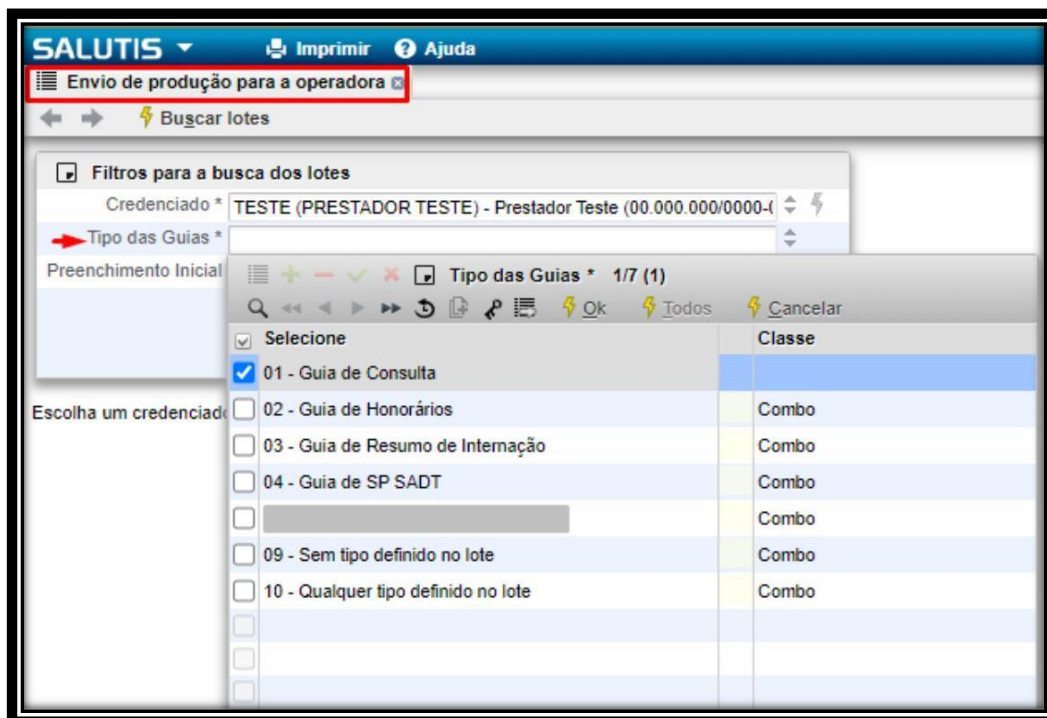 SALUTIS Imprimir Ajuda
Envio de produção para a operadora
Buscar lotes
Filtros para a busca dos lotes
Credenciado * TESTE (PRESTADOR TESTE) - Prestador Teste (00.000.000/0000-(
Tipo das Guias *
Preenchimento Inicial
Tipo das Guias * 1/7 (1)
Ok Todos Cancelar
Selecione Classe
01 - Guia de Consulta
Escolha um credenciado
02 - Guia de Honorários Combo
03 - Guia de Resumo de Internação Combo
04 - Guia de SP SADT Combo
Combo
09 - Sem tipo definido no lote Combo
10 - Qualquer tipo definido no lote Combo